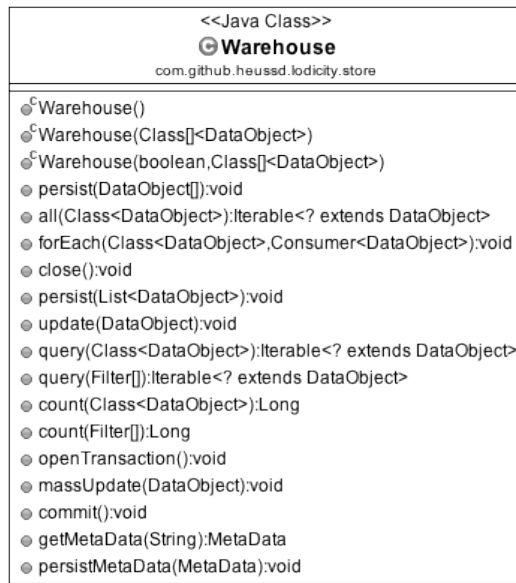 <<Java Class>>
C Warehouse
com.github.heussd.lodicity.store
c Warehouse()
c Warehouse(Class[]<DataObject>)
c Warehouse(boolean,Class[]<DataObject>)
persist(DataObject[]):void
all(Class<DataObject>):Iterable<? extends DataObject>
forEach(Class<DataObject>,Consumer<DataObject>):void
close():void
persist(List<DataObject>):void
update(DataObject):void
query(Class<DataObject>):Iterable<? extends DataObject>
query(Filter[]):Iterable<? extends DataObject>
count(Class<DataObject>):Long
count(Filter[]):Long
openTransaction():void
massUpdate(DataObject):void
commit():void
getMetaData(String):MetaData
persistMetaData(MetaData):void